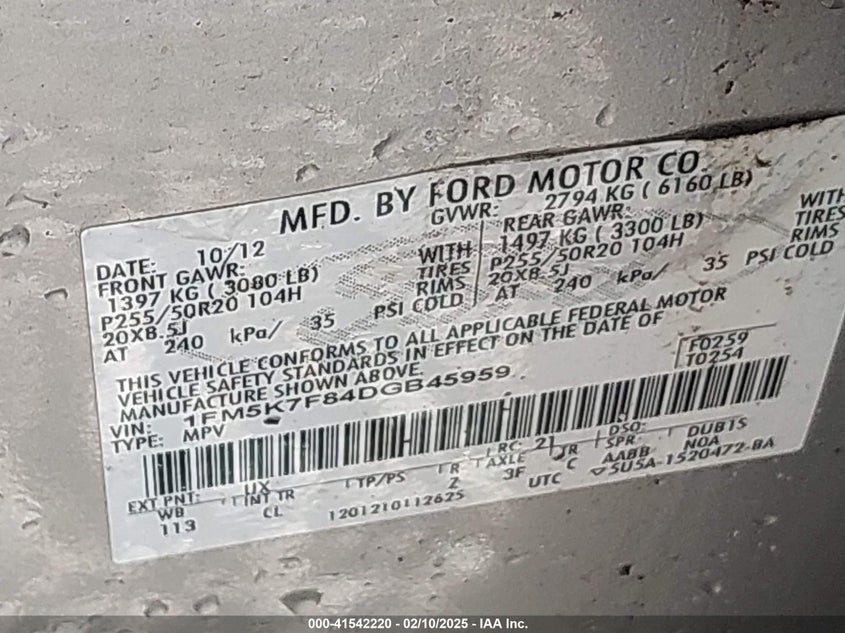 MFD. BY FORD MOTOR CO.
DATE: 10/12 GVWR: 2794 KG ( 6160 LB)
FRONT GAWR: REAR GAWR:
1397 KG ( 3080 LB) WITH 1497 KG ( 3300 LB) WITH
P255/50R20 104H TIRES P255/50R20 104H TIRES
20X8.5J RIMS 20X8.5J RIMS
AT 240 kPa/ 35 PSI COLD AT 240 kPa/ 35 PSI COLD
THIS VEHICLE CONFORMS TO ALL APPLICABLE FEDERAL MOTOR
VEHICLE SAFETY STANDARDS IN EFFECT ON THE DATE OF
MANUFACTURE SHOWN ABOVE.
VIN: 1FM5K7F84DGB45959
F0259
T0254
TYPE: MPV
EXT PNT: UX RC: 21 DSO:
WB INT TR TP/PS R AXLE TR SPR DUB1S
113 CL Z 3F C AABB NOA
1201210112625 UTC 5U5A-1520472-BA
000-41542220 - 02/10/2025 - IAA Inc.